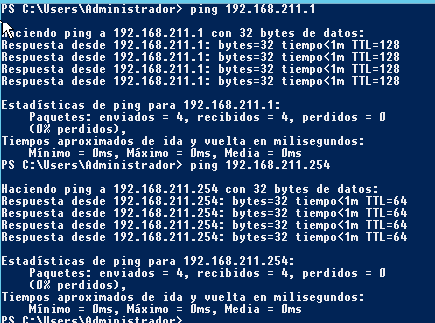 PS C:\Users\Administrador> ping 192.168.211.1
Haciendo ping a 192.168.211.1 con 32 bytes de datos:
Respuesta desde 192.168.211.1: bytes=32 tiempo<1m TTL=128
Respuesta desde 192.168.211.1: bytes=32 tiempo<1m TTL=128
Respuesta desde 192.168.211.1: bytes=32 tiempo<1m TTL=128
Respuesta desde 192.168.211.1: bytes=32 tiempo<1m TTL=128
Estadísticas de ping para 192.168.211.1:
Paquetes: enviados = 4, recibidos = 4, perdidos = 0
(0% perdidos),
Tiempos aproximados de ida y vuelta en milisegundos:
Mínimo = 0ms, Máximo = 0ms, Media = 0ms
PS C:\Users\Administrador> ping 192.168.211.254
Haciendo ping a 192.168.211.254 con 32 bytes de datos:
Respuesta desde 192.168.211.254: bytes=32 tiempo<1m TTL=64
Respuesta desde 192.168.211.254: bytes=32 tiempo<1m TTL=64
Respuesta desde 192.168.211.254: bytes=32 tiempo<1m TTL=64
Respuesta desde 192.168.211.254: bytes=32 tiempo<1m TTL=64
Estadísticas de ping para 192.168.211.254:
Paquetes: enviados = 4, recibidos = 4, perdidos = 0
(0% perdidos),
Tiempos aproximados de ida y vuelta en milisegundos:
Mínimo = 0ms, Máximo = 0ms, Media = 0ms
PS C:\Users\Administrador>